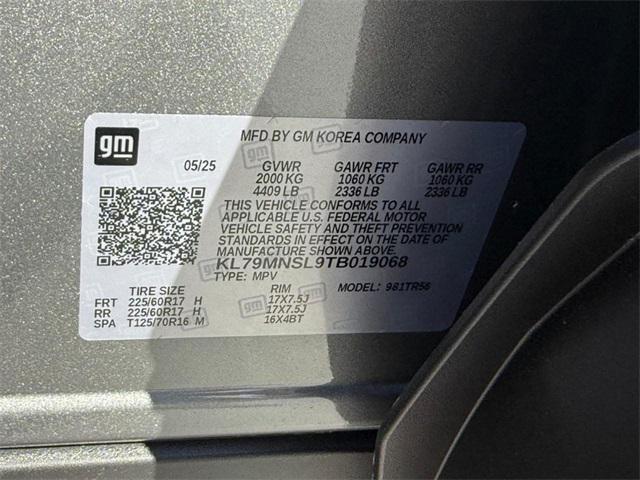 gm
MFD BY GM KOREA COMPANY
05/25 GVWR GAWR FRT GAWR RR
2000 KG 1060 KG 1060 KG
4409 LB 2336 LB 2336 LB
THIS VEHICLE CONFORMS TO ALL
APPLICABLE U.S. FEDERAL MOTOR
VEHICLE SAFETY AND THEFT PREVENTION
STANDARDS IN EFFECT ON THE DATE OF
MANUFACTURE SHOWN ABOVE.
KL79MNSL9TB019068
TYPE: MPV
TIRE SIZE RIM MODEL: 9B1TR56
FRT 225/60R17 H 17X7.5J
RR 225/60R17 H 17X7.5J
SPA T125/70R16 M 16X4BT